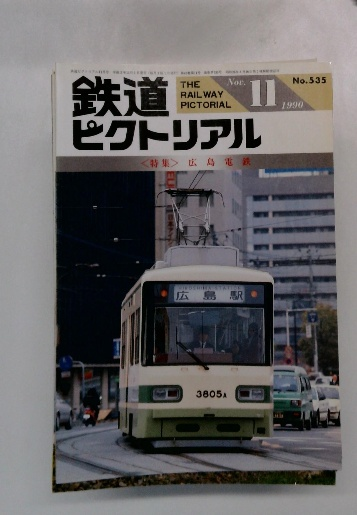 鉄道
ピクトリアル
THE
RAILWAY
PICTORIAL
Nov.
11
1990
No.535
<特集> 広島電鉄
広島駅
3805A